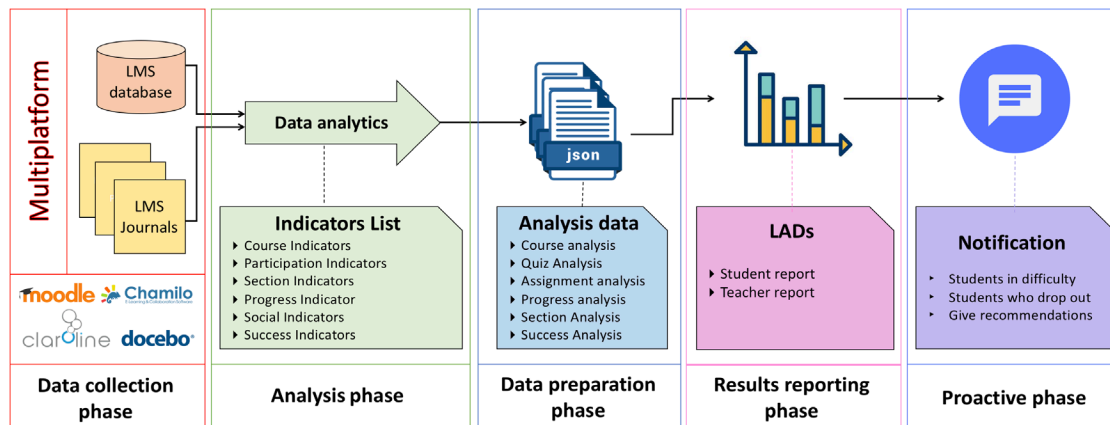 Multiplatform
LMS
database
LMS
Journals
moodle
Chamilo
E-Learning & Collaboration Software
claroline
docebo®
Data collection
phase
Data analytics
Indicators List
Course Indicators
Participation Indicators
Section Indicators
Progress Indicator
Social Indicators
Success Indicators
Analysis phase
json
Analysis data
Course analysis
Quiz Analysis
Assignment analysis
Progress analysis
Section Analysis
Success Analysis
Data preparation
phase
LADs
Student report
Teacher report
Results reporting
phase
Notification
Students in difficulty
Students who drop out
Give recommendations
Proactive phase